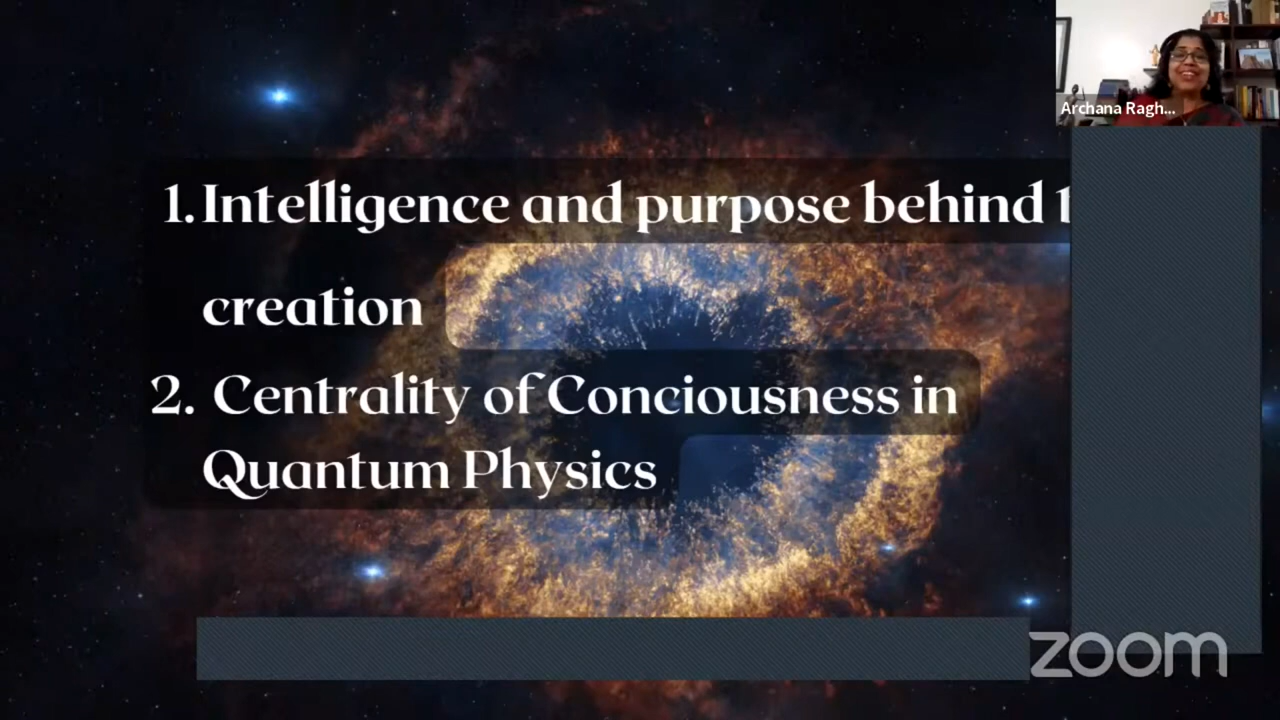 Archana Ragh...
1. Intelligence and purpose behind
creation
2. Centrality of Conciousness in
Quantum Physics
zoom